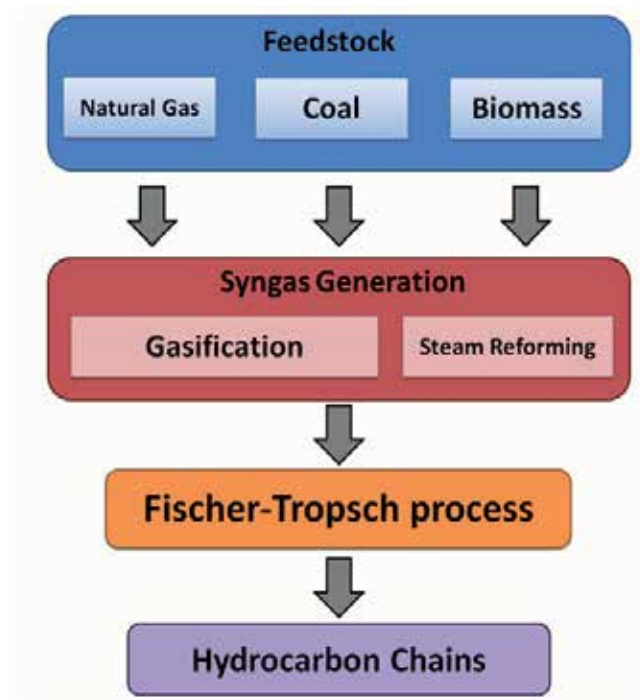 Feedstock
Natural Gas
Coal
Biomass
Syngas Generation
Gasification
Steam Reforming
Fischer-Tropsch process
Hydrocarbon Chains